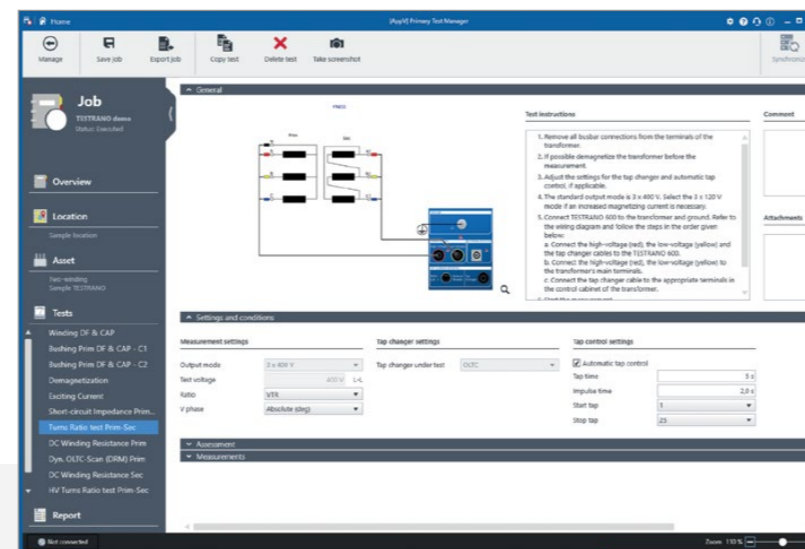 Home
[AppV] Primary Test Manager
Manage
Save job
Export job
Copy test
Delete test
Take screenshot
Synchroniz
Job
TESTRANO demo
Status: Executed
Overview
Location
Sample location
Asset
Two-winding
Sample TESTRANO
Tests
Winding DF & CAP
Bushing Prim DF & CAP - C1
Bushing Prim DF & CAP - C2
Demagnetization
Exciting Current
Short-circuit Impedance Prim...
Turns Ratio test Prim-Sec
DC Winding Resistance Prim
Dyn. OLTC-Scan (DRM) Prim
DC Winding Resistance Sec
HV Turns Ratio test Prim-Sec
Report
Not connected
General
Prim
Sec
Test instructions
1. Remove all busbar connections from the terminals of the
transformer.
2. If possible demagnetize the transformer before the
measurement.
3. Adjust the settings for the tap changer and automatic tap
control, if applicable.
4. The standard output mode is 3 x 400 V. Select the 3 x 120 V
mode if an increased magnetizing current is necessary.
5. Connect TESTRANO 600 to the transformer and ground. Refer to
the wiring diagram and follow the steps in the order given
below:
a. Connect the high-voltage (red), the low-voltage (yellow) and
the tap changer cables to the TESTRANO 600.
b. Connect the high-voltage (red), the low-voltage (yellow) to
the transformer's main terminals.
c. Connect the tap changer cable to the appropriate terminals in
the control cabinet of the transformer.
Comment
Attachments
Settings and conditions
Measurement settings
Output mode
3 x 400 V
Test voltage
400 V L-L
Ratio
VTR
V phase
Absolute (deg)
Tap changer settings
Tap changer under test
OLTC
Tap control settings
Automatic tap control
Tap time
5 s
Impulse time
2,0 s
Start tap
Stop tap
25
Assessment
Measurements
Zoom 110 %